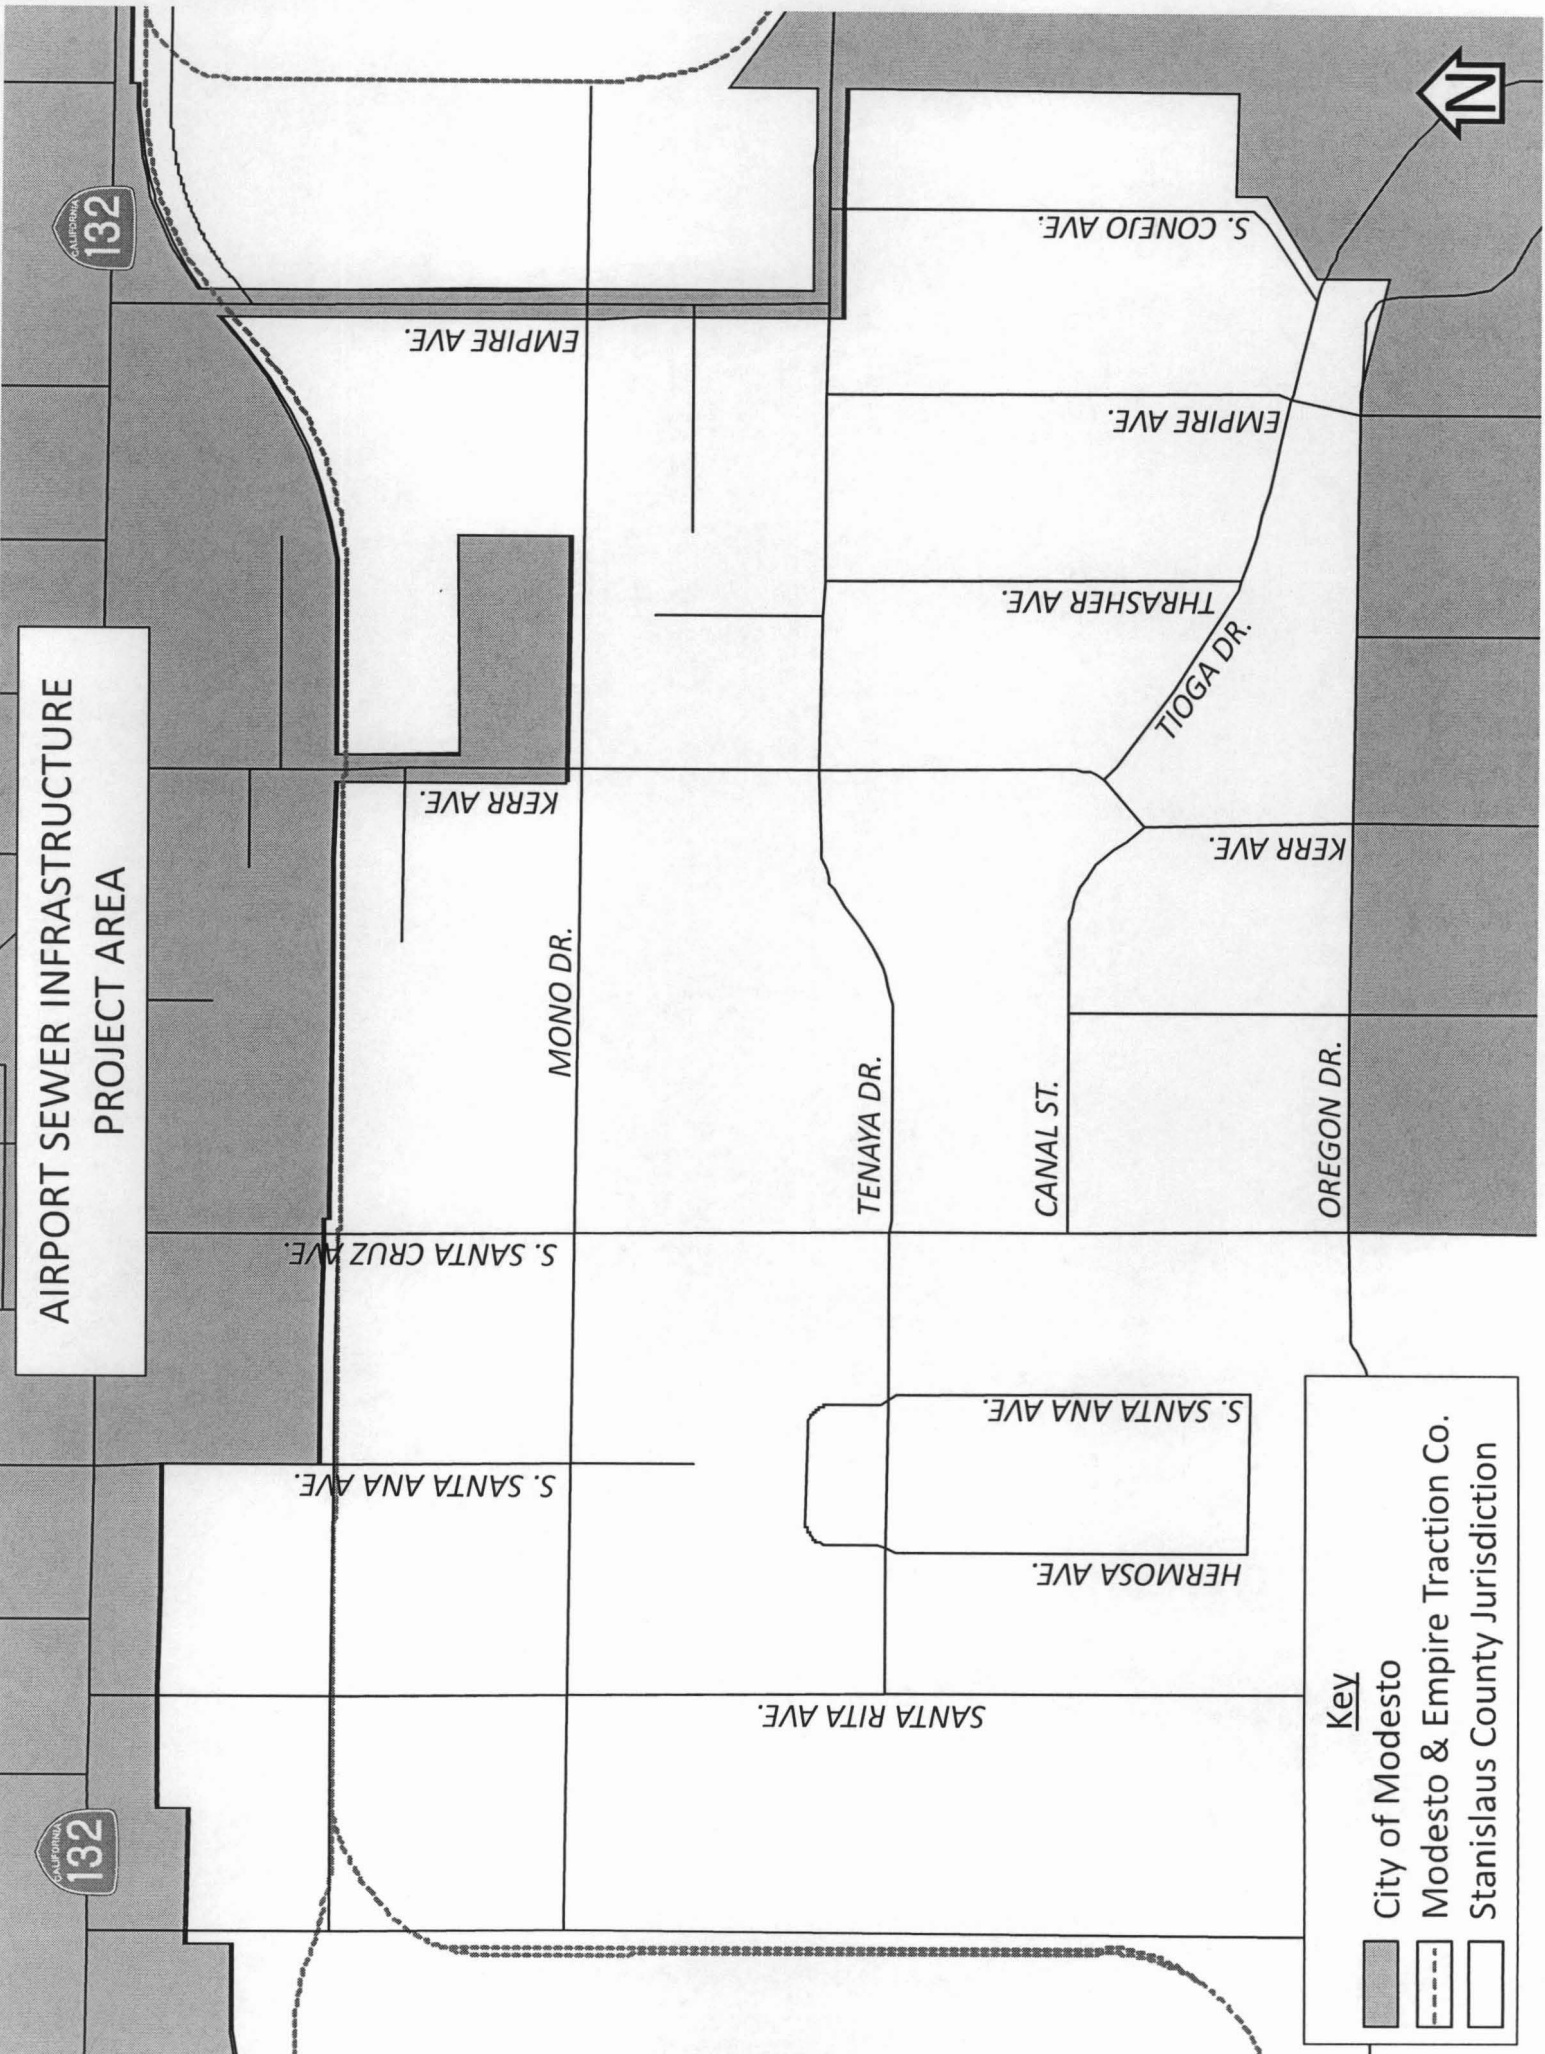 AIRPORT SEWER INFRASTRUCTURE
PROJECT AREA
CALIFORNIA
132
CALIFORNIA
132
N
S. SANTA ANA AVE.
S. SANTA CRUZ AVE.
KERR AVE.
EMPIRE AVE.
MONO DR.
SANTA RITA AVE.
TENAYA DR.
HERMOSA AVE.
S. SANTA ANA AVE.
CANAL ST.
THRASHER AVE.
EMPIRE AVE.
S. CONEJO AVE.
TIOGA DR.
KERR AVE.
OREGON DR.
Key
City of Modesto
Modesto & Empire Traction Co.
Stanislaus County Jurisdiction